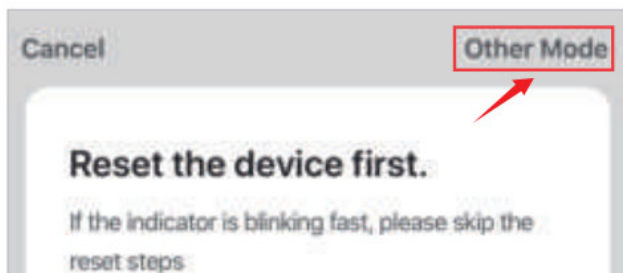 Cancel
Other Mode
Reset the device first.
If the indicator is blinking fast, please skip the
reset steps